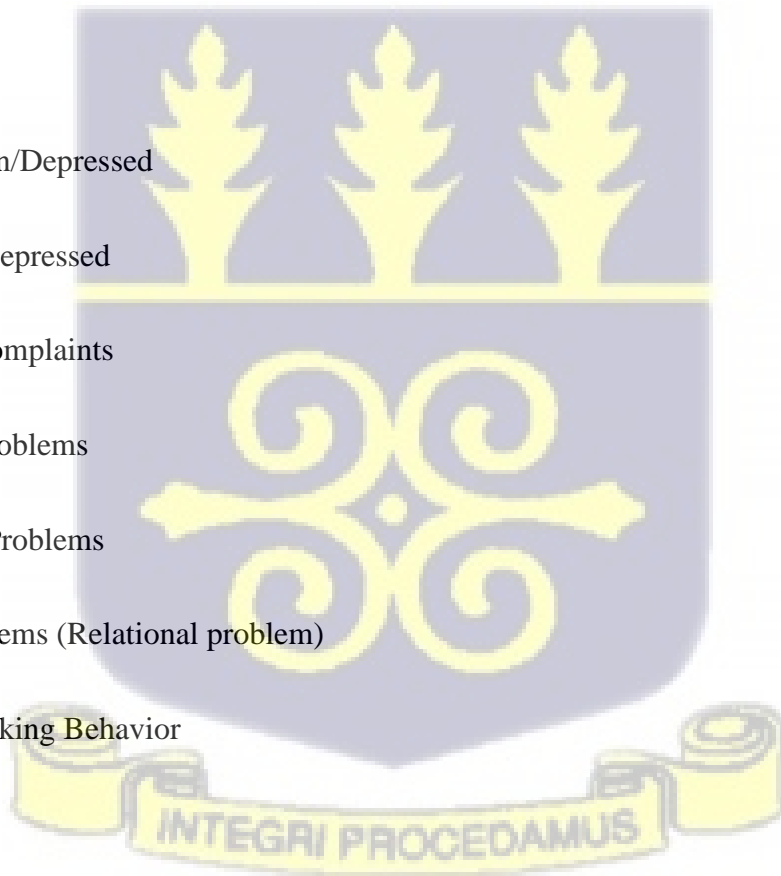 n/Depressed
epressed
omplaints
oblems
Problems
ems (Relational problem)
king Behavior
INTEGRI PROCEDAMUS